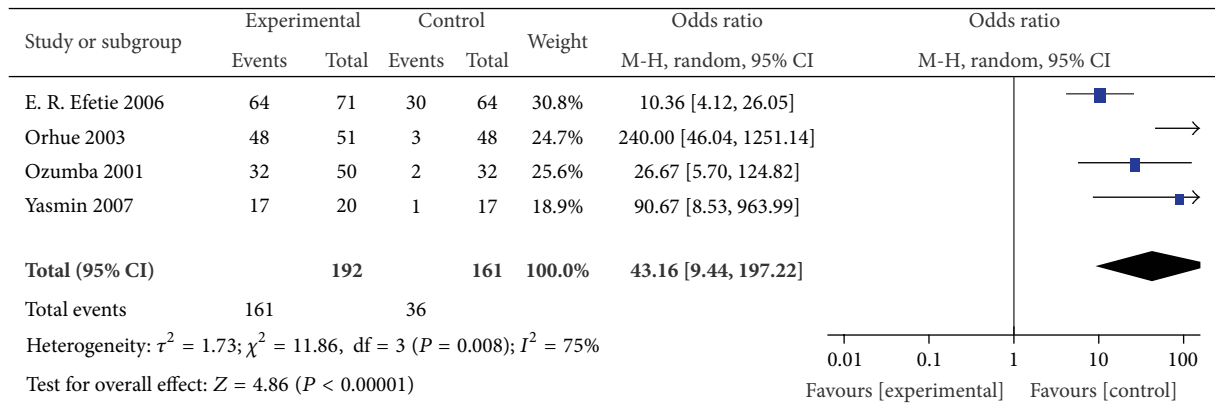 Experimental Control Odds ratio Odds ratio
Study or subgroup Weight
Events Total Events Total M-H, random, 95% CI M-H, random, 95% CI
E. R. Efetie 2006 64 71 30 64 30.8% 10.36 [4.12, 26.05]
Orhue 2003 48 51 3 48 24.7% 240.00 [46.04, 1251.14]
Ozumba 2001 32 50 2 32 25.6% 26.67 [5.70, 124.82]
Yasmin 2007 17 20 1 17 18.9% 90.67 [8.53, 963.99]
Total (95% CI) 192 161 100.0% 43.16 [9.44, 197.22]
Total events 161 36
Heterogeneity: τ² = 1.73; χ² = 11.86, df = 3 (P = 0.008); I² = 75%
0.01 0.1 1 10 100
Test for overall effect: Z = 4.86 (P < 0.00001)
Favours [experimental] Favours [control]